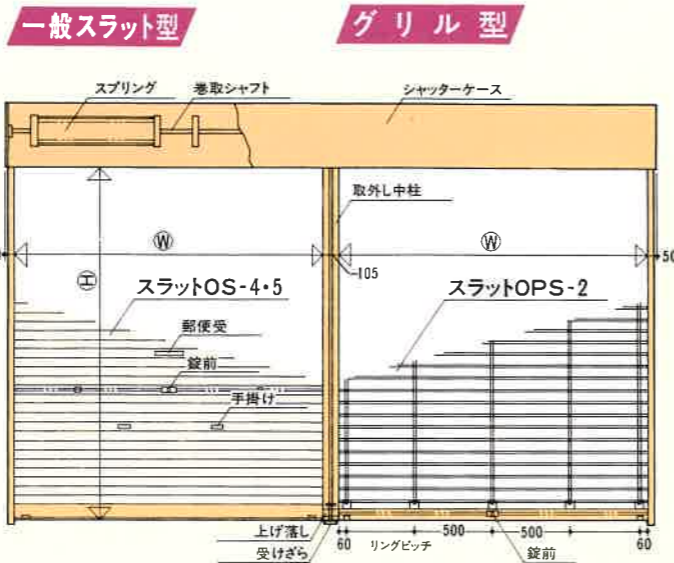 一般スラット型
グリル型
スプリング
巻取シャフト
シャッターケース
取外し中柱
Ⓦ
Ⓦ
105
50
Ⓗ
スラットOS-4・5
スラットOPS-2
郵便受
錠前
手掛け
上げ落し
受けざら
60
リングピッチ
500
500
錠前
60